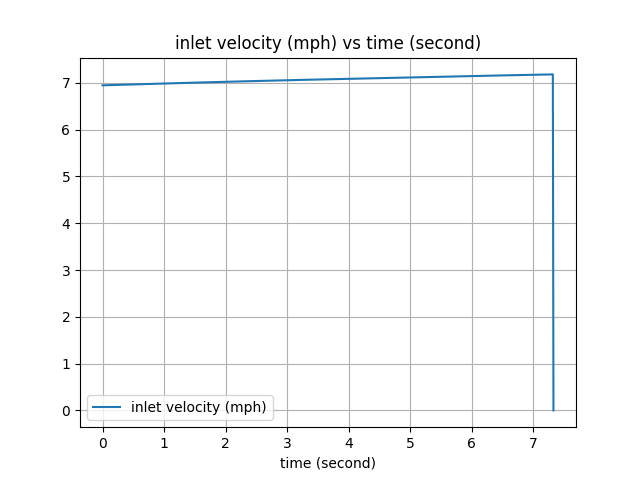 inlet velocity (mph) vs time (second)
7
6
5
4
3
2
1
0
inlet velocity (mph)
0 1 2 3 4 5 6 7
time (second)